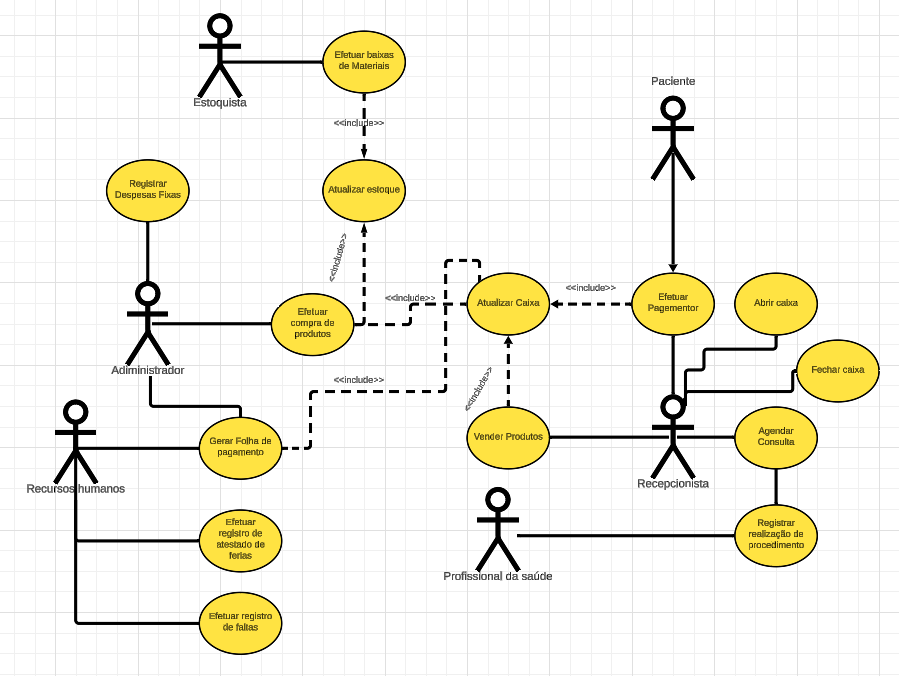 Efetuar baixas
de Materiais
Estoquista
Paciente
<<include>>
Registrar
Despesas Fixas
Atualizar estoque
<<include>>
<<include>>
<<include>>
Efetuar
compra de
produtos
Atualizar Caixa
Efetuar
Pagementor
Abrir caixa
Adiministrador
Fechar caixa
<<include>>
<<include>>
Gerar Folha de
pagamento
Vender Produtos
Agendar
Consulta
Recursos humanos
Recepcionista
Efetuar
registro de
atestado de
ferias
Registrar
realização de
procedimento
Profissional da saúde
Efetuar registro
de faltas